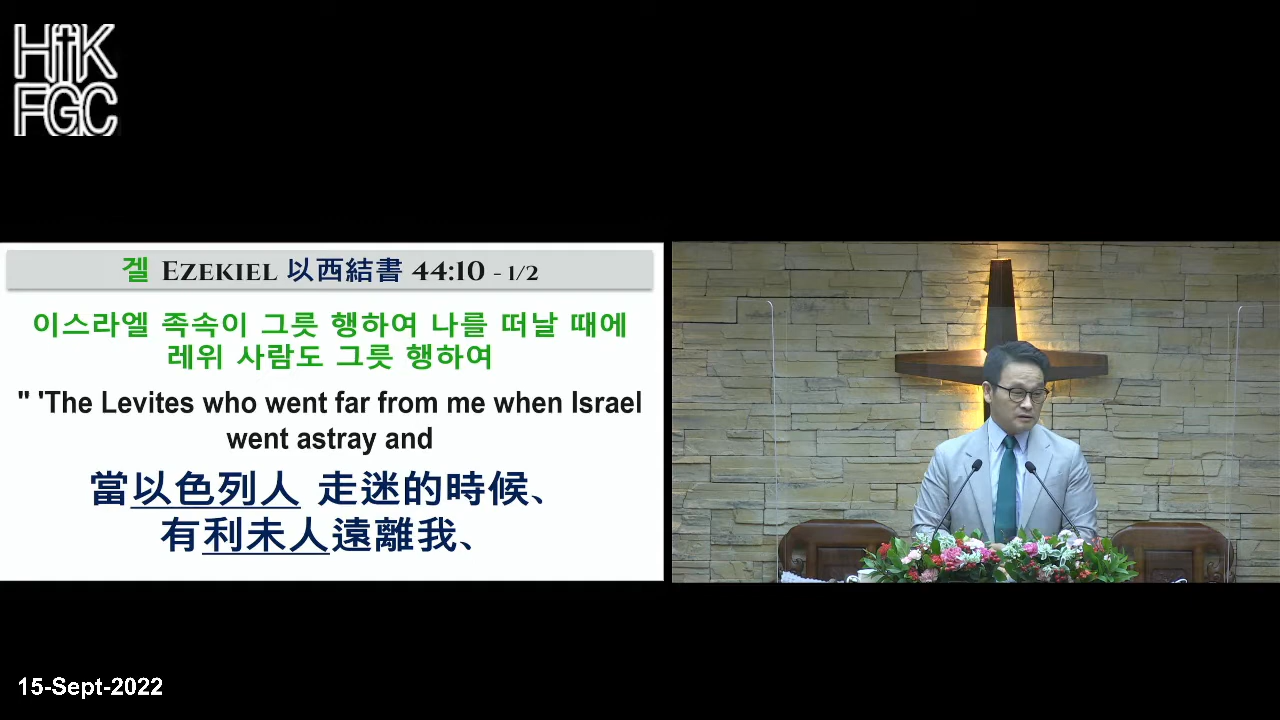 HK
FGC
겔 EZEKIEL 以西結書 44:10 - 1/2
이스라엘 족속이 그릇 행하여 나를 떠날 때에
레위 사람도 그릇 행하여
" 'The Levites who went far from me when Israel
went astray and
當以色列人 走迷的時候、
有利未人遠離我、
15-Sept-2022